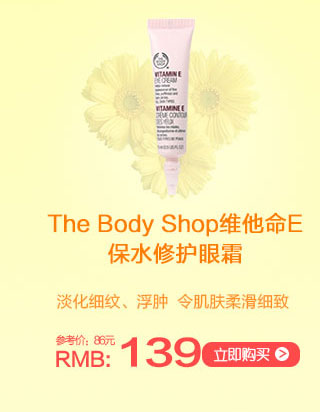 THE BODY SHOP
VITAMIN E
EYE CREAM
VITAMINE E
CRÈME CONTOUR
DES YEUX
The Body Shop维他命E
保水修护眼霜
淡化细纹、浮肿 令肌肤柔滑细致
参考价：86元
RMB: 139 立即购买